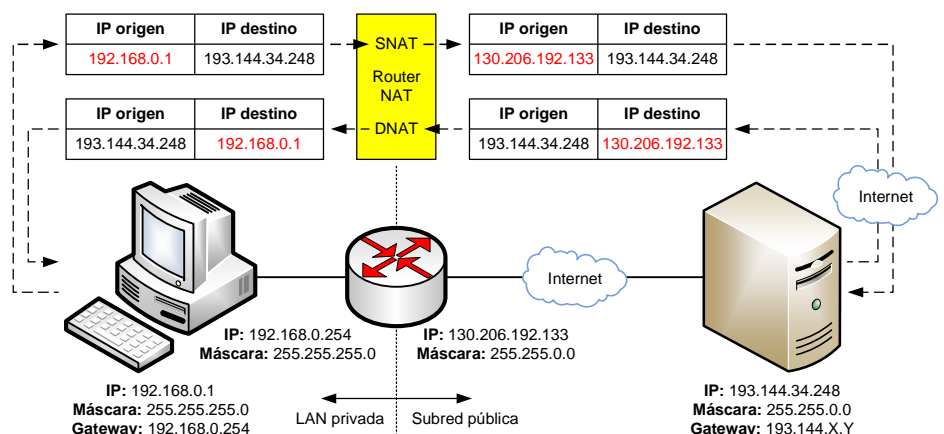 IP origen IP destino
192.168.0.1 193.144.34.248
SNAT
IP origen IP destino
130.206.192.133 193.144.34.248
Router
NAT
IP origen IP destino
193.144.34.248 192.168.0.1
DNAT
IP origen IP destino
193.144.34.248 130.206.192.133
Internet
Internet
IP: 192.168.0.254
Máscara: 255.255.255.0
IP: 130.206.192.133
Máscara: 255.255.0.0
IP: 192.168.0.1
Máscara: 255.255.255.0
Gateway: 192.168.0.254
LAN privada
Subred pública
IP: 193.144.34.248
Máscara: 255.255.0.0
Gateway: 193.144.X.Y